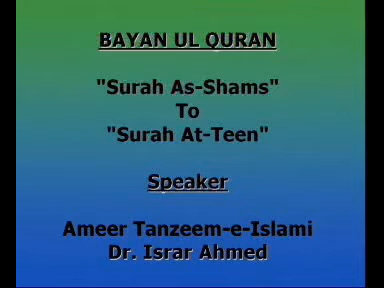 BAYAN UL QURAN
"Surah As-Shams"
To
"Surah At-Teen"
Speaker
Ameer Tanzeem-e-Islami
Dr. Israr Ahmed